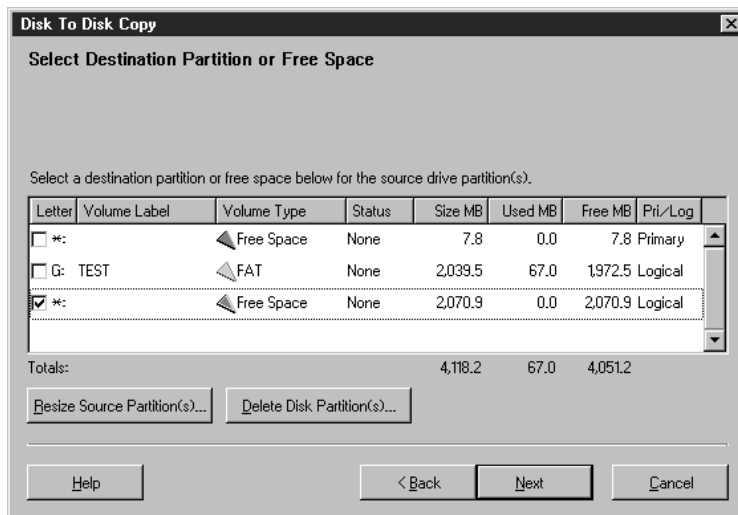 Disk To Disk Copy
Select Destination Partition or Free Space
Select a destination partition or free space below for the source drive partition(s).
Letter Volume Label Volume Type Status Size MB Used MB Free MB Pri/Log
*: Free Space None 7.8 0.0 7.8 Primary
G: TEST FAT None 2,039.5 67.0 1,972.5 Logical
*: Free Space None 2,070.9 0.0 2,070.9 Logical
Totals: 4,118.2 67.0 4,051.2
Resize Source Partition(s)... Delete Disk Partition(s)...
Help < Back Next Cancel